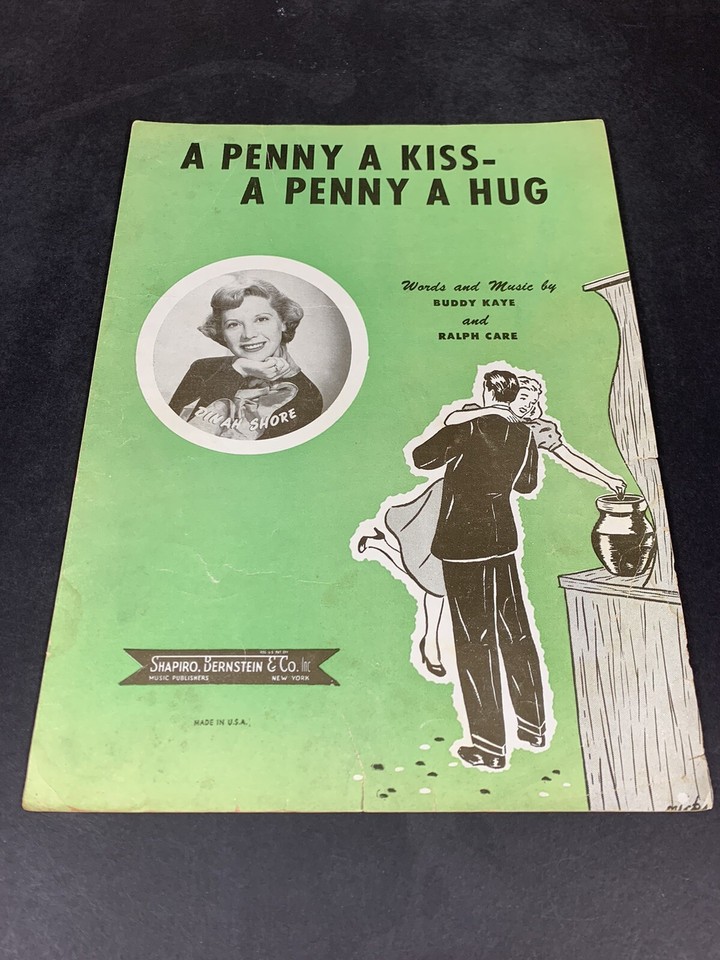 A PENNY A KISS-
A PENNY A HUG
Words and Music by
BUDDY KAYE
and
RALPH CARE
DINAH SHORE
SHAPIRO, BERNSTEIN & CO. Inc
MUSIC PUBLISHERS NEW YORK
MADE IN U.S.A.